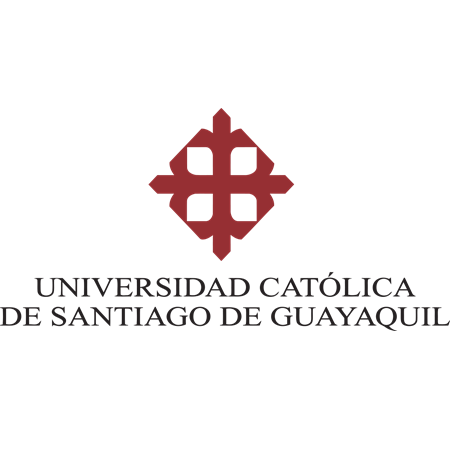 UNIVERSIDAD CATÓLICA
DE SANTIAGO DE GUAYAQUIL